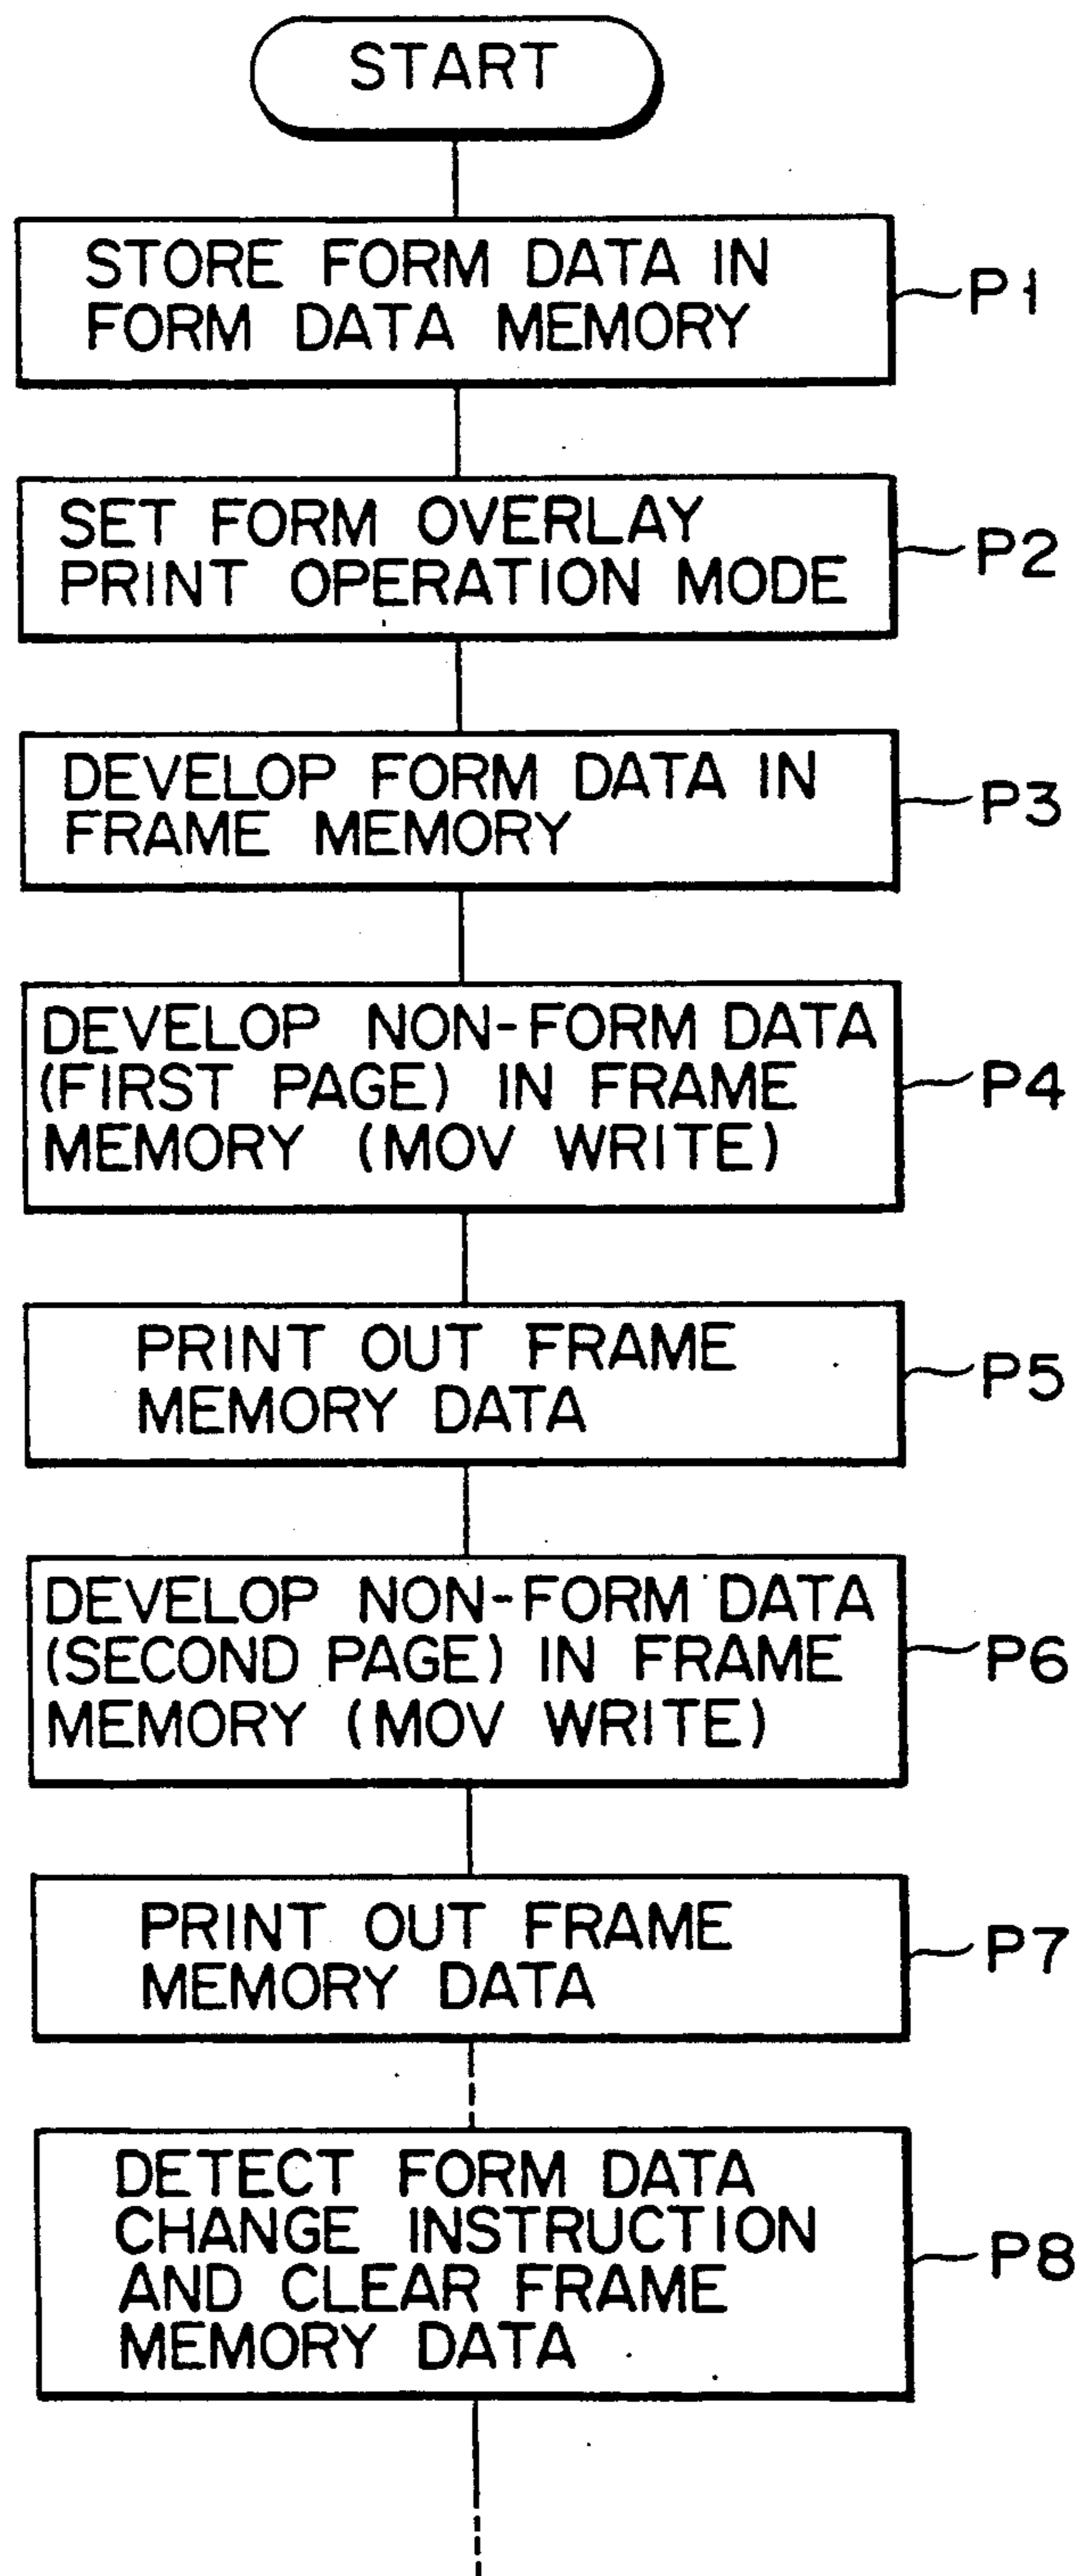 START
STORE FORM DATA IN
FORM DATA MEMORY
P1
SET FORM OVERLAY
PRINT OPERATION MODE
P2
DEVELOP FORM DATA IN
FRAME MEMORY
P3
DEVELOP NON-FORM DATA
(FIRST PAGE) IN FRAME
MEMORY (MOV WRITE)
P4
PRINT OUT FRAME
MEMORY DATA
P5
DEVELOP NON-FORM DATA
(SECOND PAGE) IN FRAME
MEMORY (MOV WRITE)
P6
PRINT OUT FRAME
MEMORY DATA
P7
DETECT FORM DATA
CHANGE INSTRUCTION
AND CLEAR FRAME
MEMORY DATA
P8